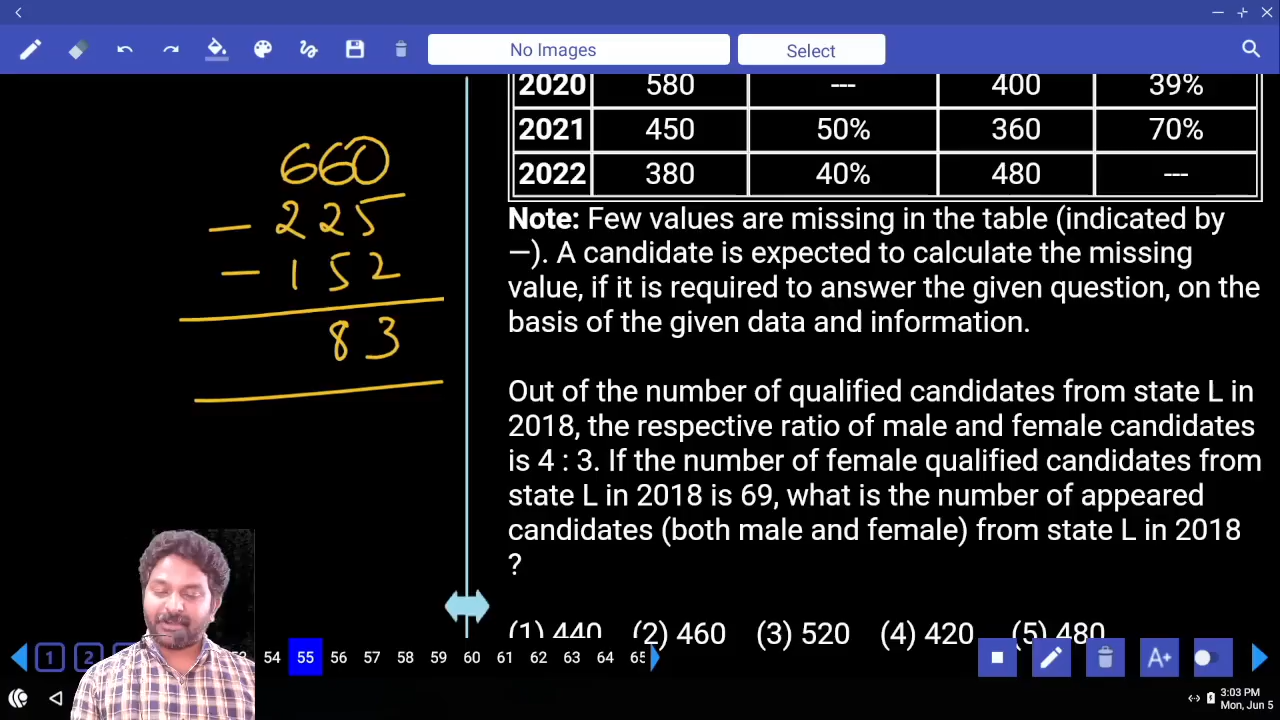 No Images
Select
2020 580 --- 400 39%
2021 450 50% 360 70%
2022 380 40% 480 ---
660
– 225
– 152
83
Note: Few values are missing in the table (indicated by
—). A candidate is expected to calculate the missing
value, if it is required to answer the given question, on the
basis of the given data and information.
Out of the number of qualified candidates from state L in
2018, the respective ratio of male and female candidates
is 4 : 3. If the number of female qualified candidates from
state L in 2018 is 69, what is the number of appeared
candidates (both male and female) from state L in 2018
?
(1) 440 (2) 460 (3) 520 (4) 420 (5) 480
1 2 54 55 56 57 58 59 60 61 62 63 64 65
A+
3:03 PM
Mon, Jun 5